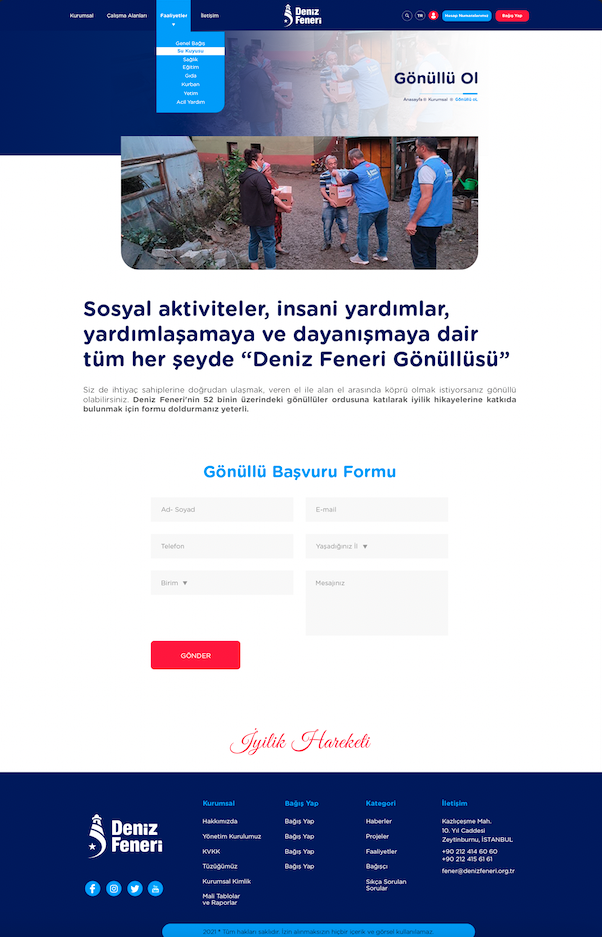 Kurumsal
Çalışma Alanları
Faaliyetler
İletişim
Deniz
Feneri
TR
Hesap Numaralarımız
Bağış Yap
Genel Bağış
Su Kuyusu
Sağlık
Eğitim
Gıda
Kurban
Yetim
Acil Yardım
Gönüllü Ol
Anasayfa Kurumsal GÖNÜLLÜ OL
Sosyal aktiviteler, insani yardımlar,
yardımlaşamaya ve dayanışmaya dair
tüm her şeyde “Deniz Feneri Gönüllüsü”
Siz de ihtiyaç sahiplerine doğrudan ulaşmak, veren el ile alan el arasında köprü olmak istiyorsanız gönüllü
olabilirsiniz. Deniz Feneri'nin 52 binin üzerindeki gönüllüler ordusuna katılarak iyilik hikayelerine katkıda
bulunmak için formu doldurmanız yeterli.
Gönüllü Başvuru Formu
Ad- Soyad
E-mail
Telefon
Yaşadığınız İl
Birim
Mesajınız
GÖNDER
İyilik Hareketi
Deniz
Feneri
Kurumsal
Hakkımızda
Yönetim Kurulumuz
KVKK
Tüzüğümüz
Kurumsal Kimlik
Mali Tablolar
ve Raporlar
Bağış Yap
Bağış Yap
Bağış Yap
Bağış Yap
Bağış Yap
Kategori
Haberler
Projeler
Faaliyetler
Bağışçı
Sıkça Sorulan
Sorular
İletişim
Kazlıçeşme Mah.
10. Yıl Caddesi
Zeytinburnu, İSTANBUL
+90 212 414 60 60
+90 212 415 61 61
fener@denizfeneri.org.tr
2021 ® Tüm hakları saklıdır. İzin alınmaksızın hiçbir içerik ve görsel kullanılamaz